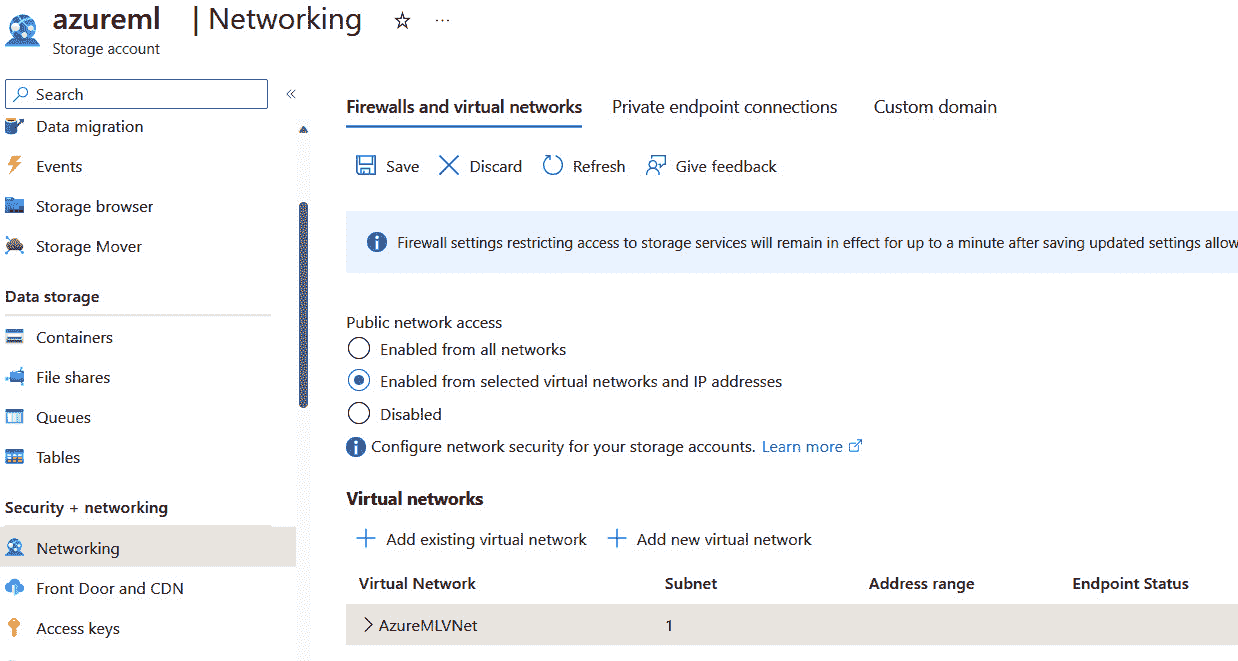 azureml | Networking
Storage account
Search
Data migration
Events
Storage browser
Storage Mover
Data storage
Containers
File shares
Queues
Tables
Security + networking
Networking
Front Door and CDN
Access keys
Firewalls and virtual networks Private endpoint connections Custom domain
Save Discard Refresh Give feedback
Firewall settings restricting access to storage services will remain in effect for up to a minute after saving updated settings allow
Public network access
Enabled from all networks
Enabled from selected virtual networks and IP addresses
Disabled
Configure network security for your storage accounts. Learn more
Virtual networks
Add existing virtual network Add new virtual network
Virtual Network Subnet Address range Endpoint Status
AzureMLVNet 1